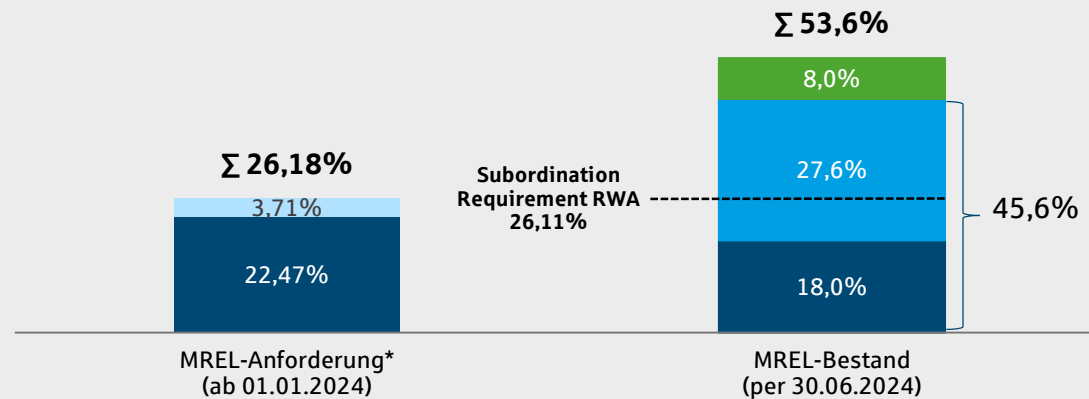 ∑ 53,6%
8,0%
27,6%
18,0%
45,6%
∑ 26,18%
3,71%
22,47%
Subordination
Requirement RWA
26,11%
MREL-Anforderung*
(ab 01.01.2024)
MREL-Bestand
(per 30.06.2024)